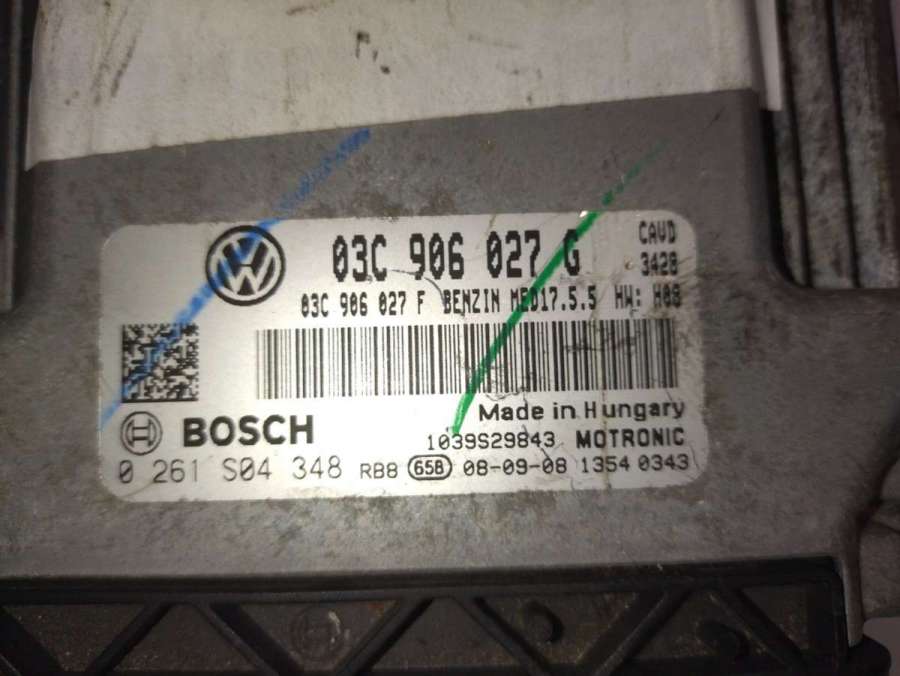 03C 906 027 G
CAVD
3428
03C 906 027 F BENZIN MED17.5.5 HW: H09
BOSCH
Made in Hungary
1039S29843 MOTRONIC
0 261 S04 348 RB8 658 08-09-08 1354 0343